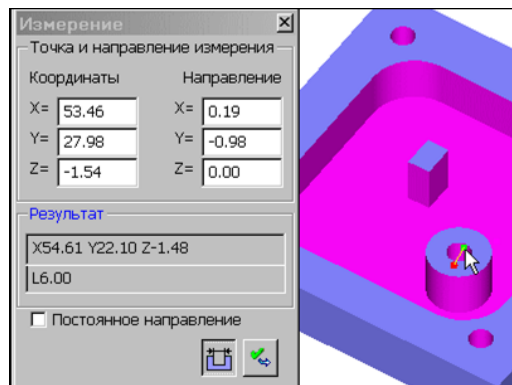 Измерение
Точка и направление измерения
Координаты Направление
X= 53.46 X= 0.19
Y= 27.98 Y= -0.98
Z= -1.54 Z= 0.00
Результат
X54.61 Y22.10 Z-1.48
L6.00
Постоянное направление